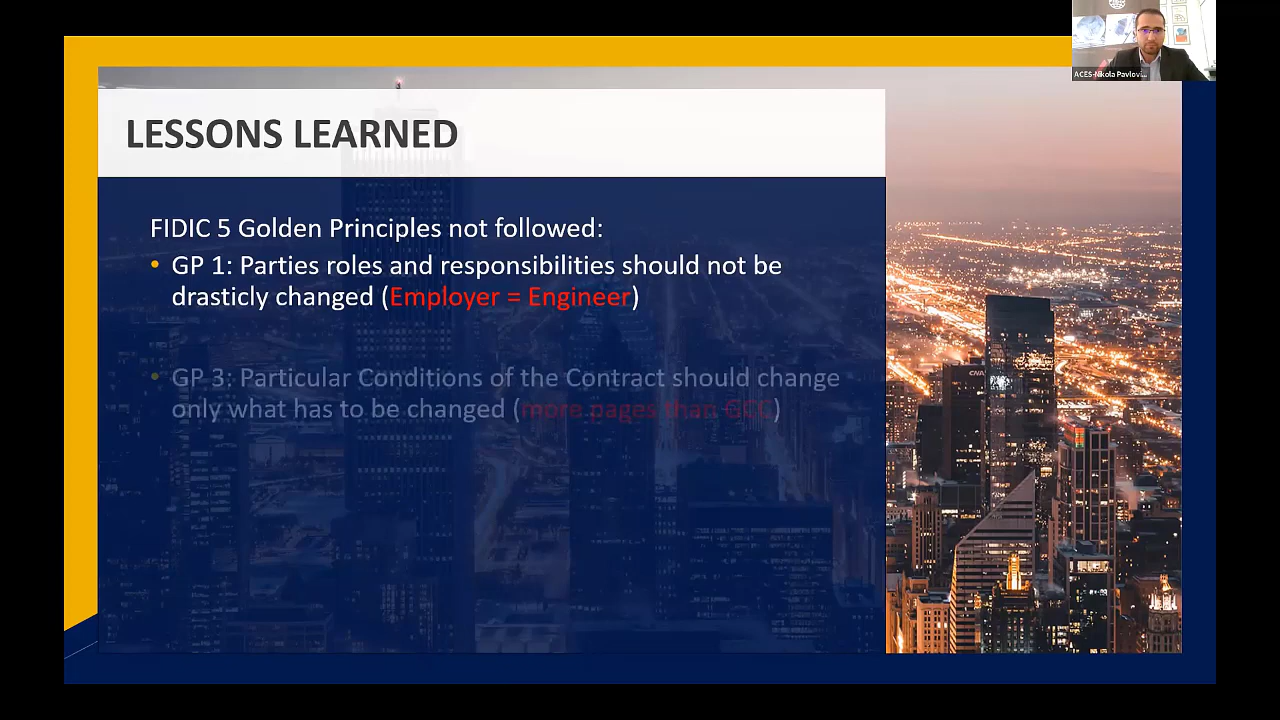 ACES-Nikola Pavlovi...
LESSONS LEARNED
FIDIC 5 Golden Principles not followed:
• GP 1: Parties roles and responsibilities should not be
drasticly changed (Employer = Engineer)
• GP 3: Particular Conditions of the Contract should change
only what has to be changed (more pages than GCC)
CNA